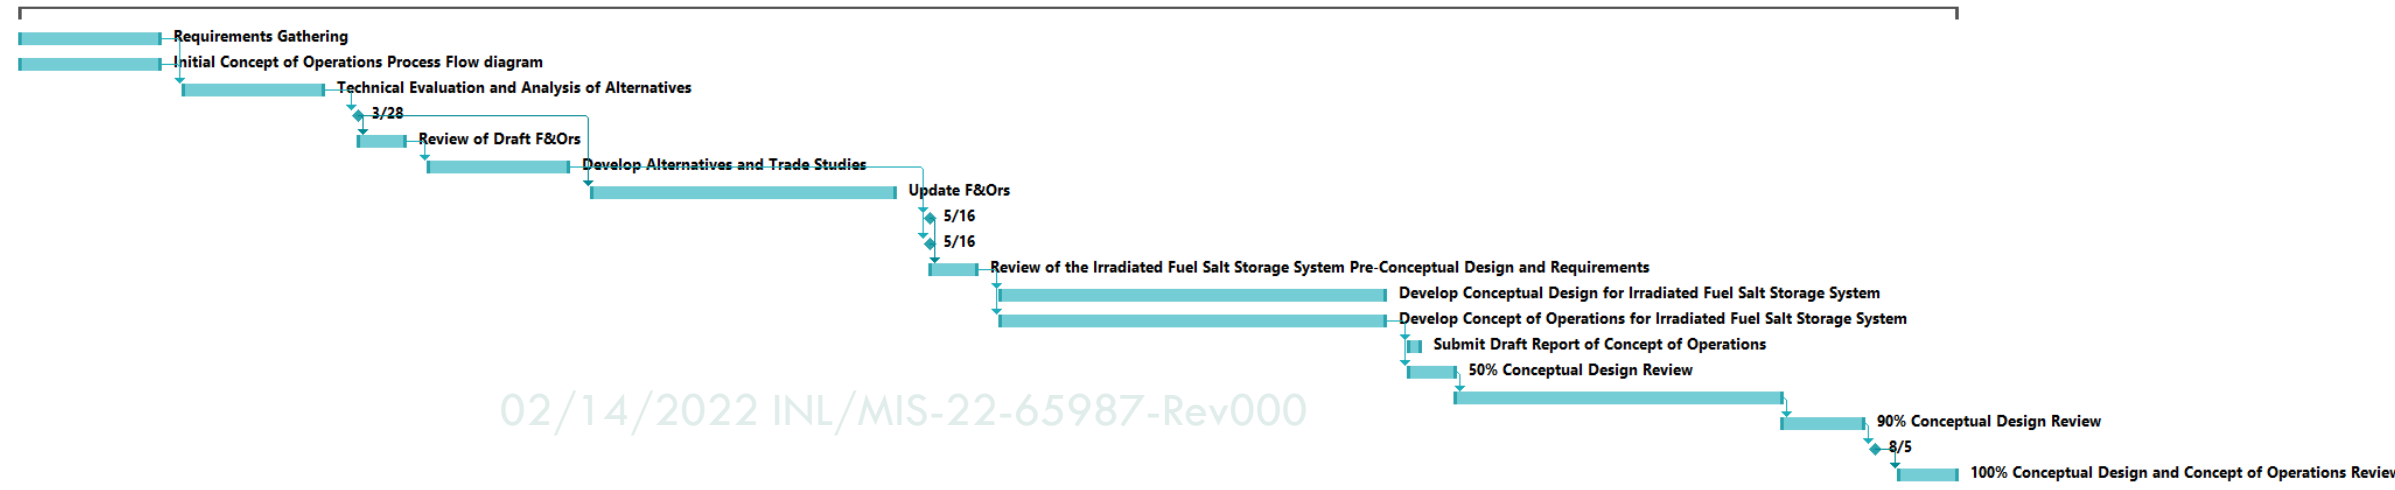 Requirements Gathering
Initial Concept of Operations Process Flow diagram
Technical Evaluation and Analysis of Alternatives
3/28
Review of Draft F&Ors
Develop Alternatives and Trade Studies
Update F&Ors
5/16
5/16
Review of the Irradiated Fuel Salt Storage System Pre-Conceptual Design and Requirements
Develop Conceptual Design for Irradiated Fuel Salt Storage System
Develop Concept of Operations for Irradiated Fuel Salt Storage System
Submit Draft Report of Concept of Operations
50% Conceptual Design Review
02/14/2022 INL/MIS-22-65987-Rev000
90% Conceptual Design Review
8/5
100% Conceptual Design and Concept of Operations Review